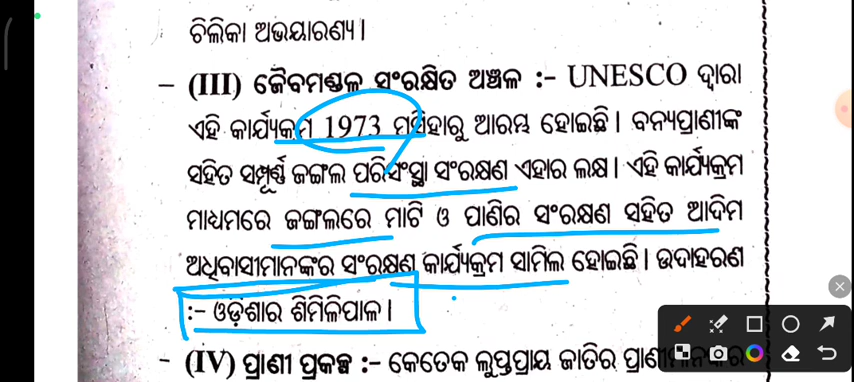 ଚିଲିକା ଅଭୟାରଣ୍ୟ।
– (III) ଜୈବମଣ୍ଡଳ ସଂରକ୍ଷିତ ଅଞ୍ଚଳ :– UNESCO ଦ୍ୱାରା
ଏହି କାର୍ଯ୍ୟକ୍ରମ 1973 ମସିହାରୁ ଆରମ୍ଭ ହୋଇଛି। ବନ୍ୟପ୍ରାଣୀଙ୍କ
ସହିତ ସମ୍ପୂର୍ଣ୍ଣ ଜଙ୍ଗଲ ପରିସଂସ୍ଥା ସଂରକ୍ଷଣ ଏହାର ଲକ୍ଷ। ଏହି କାର୍ଯ୍ୟକ୍ରମ
ମାଧ୍ୟମରେ ଜଙ୍ଗଲରେ ମାଟି ଓ ପାଣିର ସଂରକ୍ଷଣ ସହିତ ଆଦିମ
ଅଧିବାସୀମାନଙ୍କର ସଂରକ୍ଷଣ କାର୍ଯ୍ୟକ୍ରମ ସାମିଲ ହୋଇଛି। ଉଦାହରଣ
:– ଓଡ଼ିଶାର ଶିମିଳିପାଳ।
– (IV) ପ୍ରାଣୀ ପ୍ରକଳ୍ପ :– କେତେକ ଲୁପ୍ତପ୍ରାୟ ଜାତିର